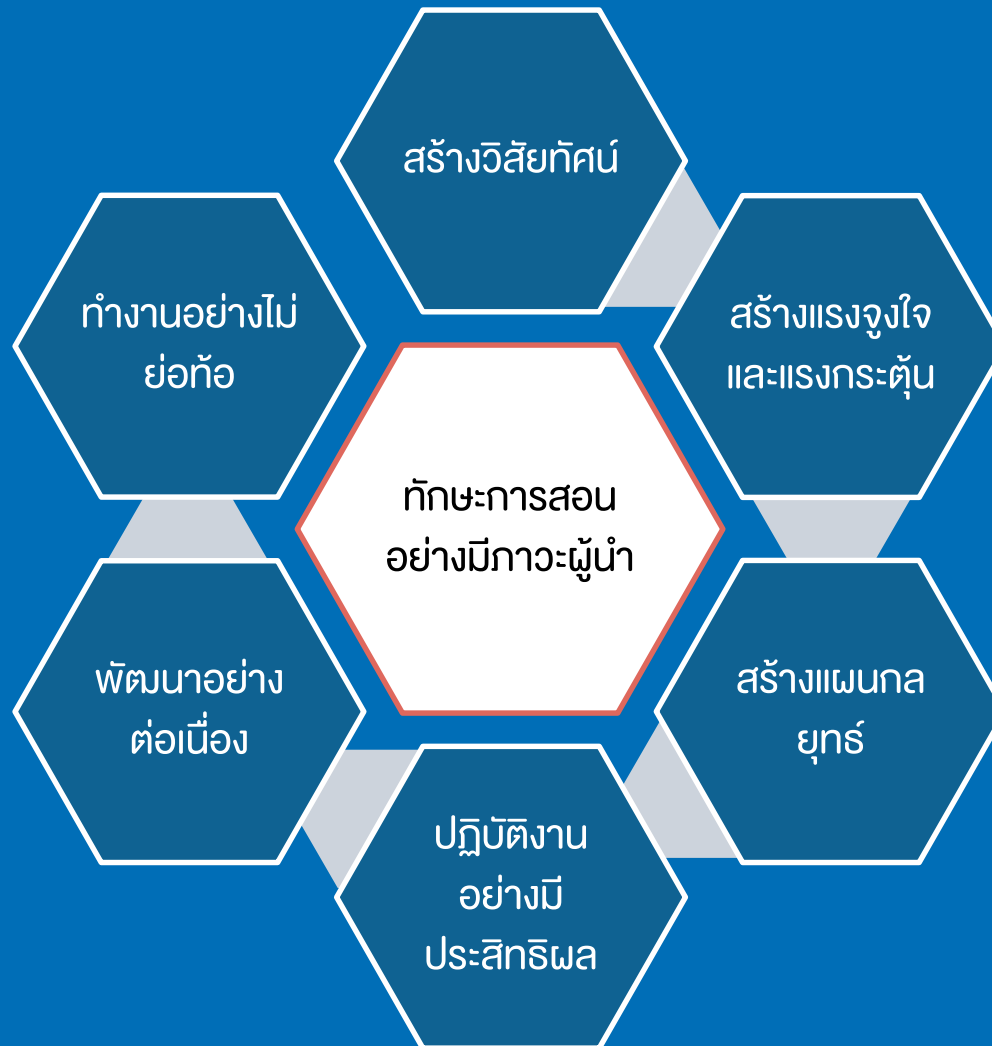 สร้างวิสัยทัศน์
สร้างแรงจูงใจ
และแรงกระตุ้น
สร้างแผนกล
ยุทธ์
ปฏิบัติงาน
อย่างมี
ประสิทธิผล
พัฒนาอย่าง
ต่อเนื่อง
ทำงานอย่างไม่
ย่อท้อ
ทักษะการสอน
อย่างมีภาวะผู้นำ